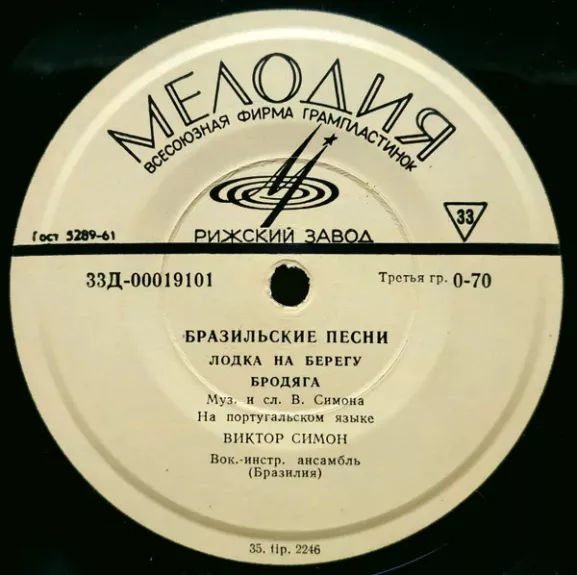 МЕЛОДИЯ
ВСЕСОЮЗНАЯ ФИРМА ГРАМПЛАСТИНОК
Гост 5289-61
РИЖСКИЙ ЗАВОД
33
33Д-00019101
Третья гр. 0-70
БРАЗИЛЬСКИЕ ПЕСНИ
ЛОДКА НА БЕРЕГУ
БРОДЯГА
Муз. и сл. В. Симона
На португальском языке
ВИКТОР СИМОН
Вок.-инстр. ансамбль
(Бразилия)
35. tip. 2246